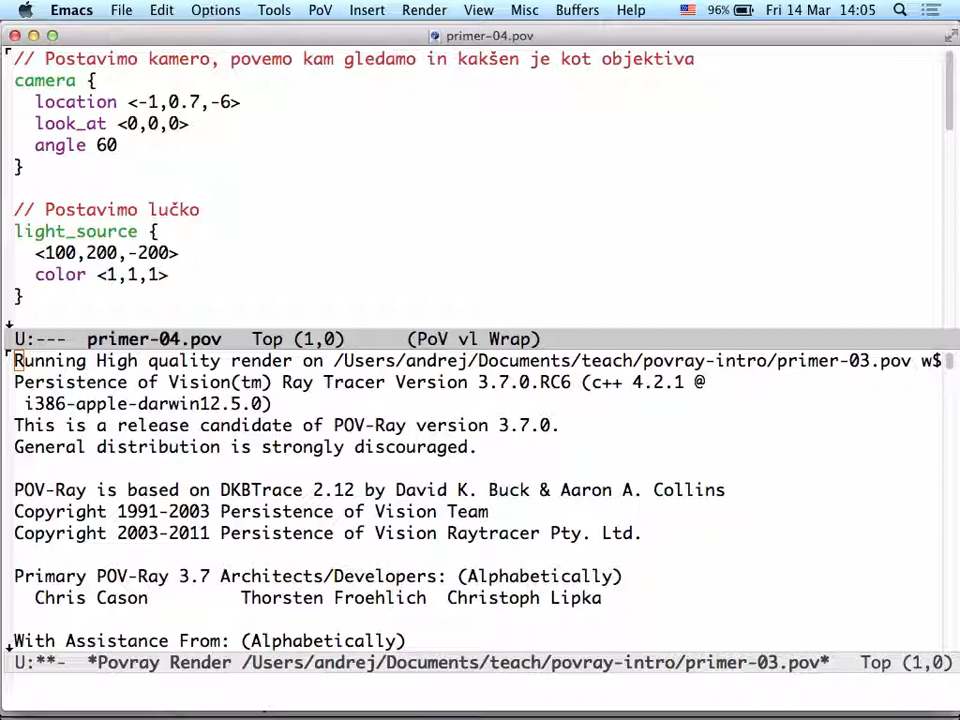 Emacs File Edit Options Tools PoV Insert Render View Misc Buffers Help 96% Fri 14 Mar 14:05
primer-04.pov
// Postavimo kamero, povemo kam gledamo in kakšen je kot objektiva
camera {
location <-1,0.7,-6>
look_at <0,0,0>
angle 60
}
// Postavimo lučko
light_source {
<100,200,-200>
color <1,1,1>
}
U:--- primer-04.pov Top (1,0) (PoV vl Wrap)
Running High quality render on /Users/andrej/Documents/teach/povray-intro/primer-03.pov w$
Persistence of Vision(tm) Ray Tracer Version 3.7.0.RC6 (c++ 4.2.1 @
i386-apple-darwin12.5.0)
This is a release candidate of POV-Ray version 3.7.0.
General distribution is strongly discouraged.
POV-Ray is based on DKBTrace 2.12 by David K. Buck & Aaron A. Collins
Copyright 1991-2003 Persistence of Vision Team
Copyright 2003-2011 Persistence of Vision Raytracer Pty. Ltd.
Primary POV-Ray 3.7 Architects/Developers: (Alphabetically)
Chris Cason Thorsten Froehlich Christoph Lipka
With Assistance From: (Alphabetically)
U:**- *Povray Render /Users/andrej/Documents/teach/povray-intro/primer-03.pov* Top (1,0)